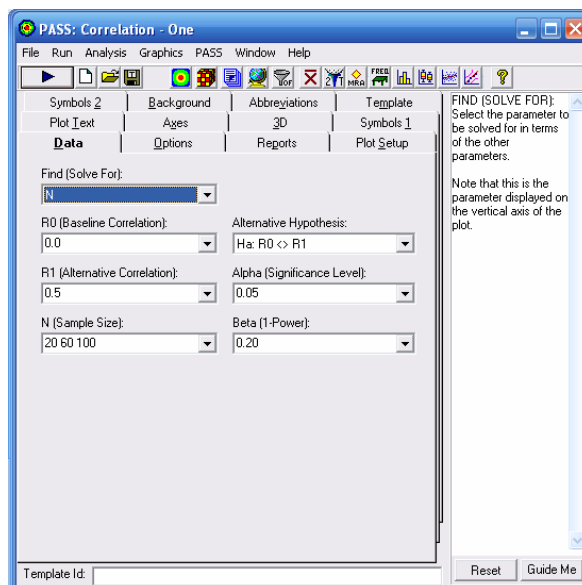 PASS: Correlation - One
File Run Analysis Graphics PASS Window Help
Symbols 2 Background Abbreviations Template
Plot Text Axes 3D Symbols 1
Data Options Reports Plot Setup
Find (Solve For):
N
R0 (Baseline Correlation): Alternative Hypothesis:
0.0 Ha: R0 <> R1
R1 (Alternative Correlation): Alpha (Significance Level):
0.5 0.05
N (Sample Size): Beta (1-Power):
20 60 100 0.20
FIND (SOLVE FOR):
Select the parameter to
be solved for in terms
of the other
parameters.
Note that this is the
parameter displayed on
the vertical axis of the
plot.
Template Id:
Reset Guide Me